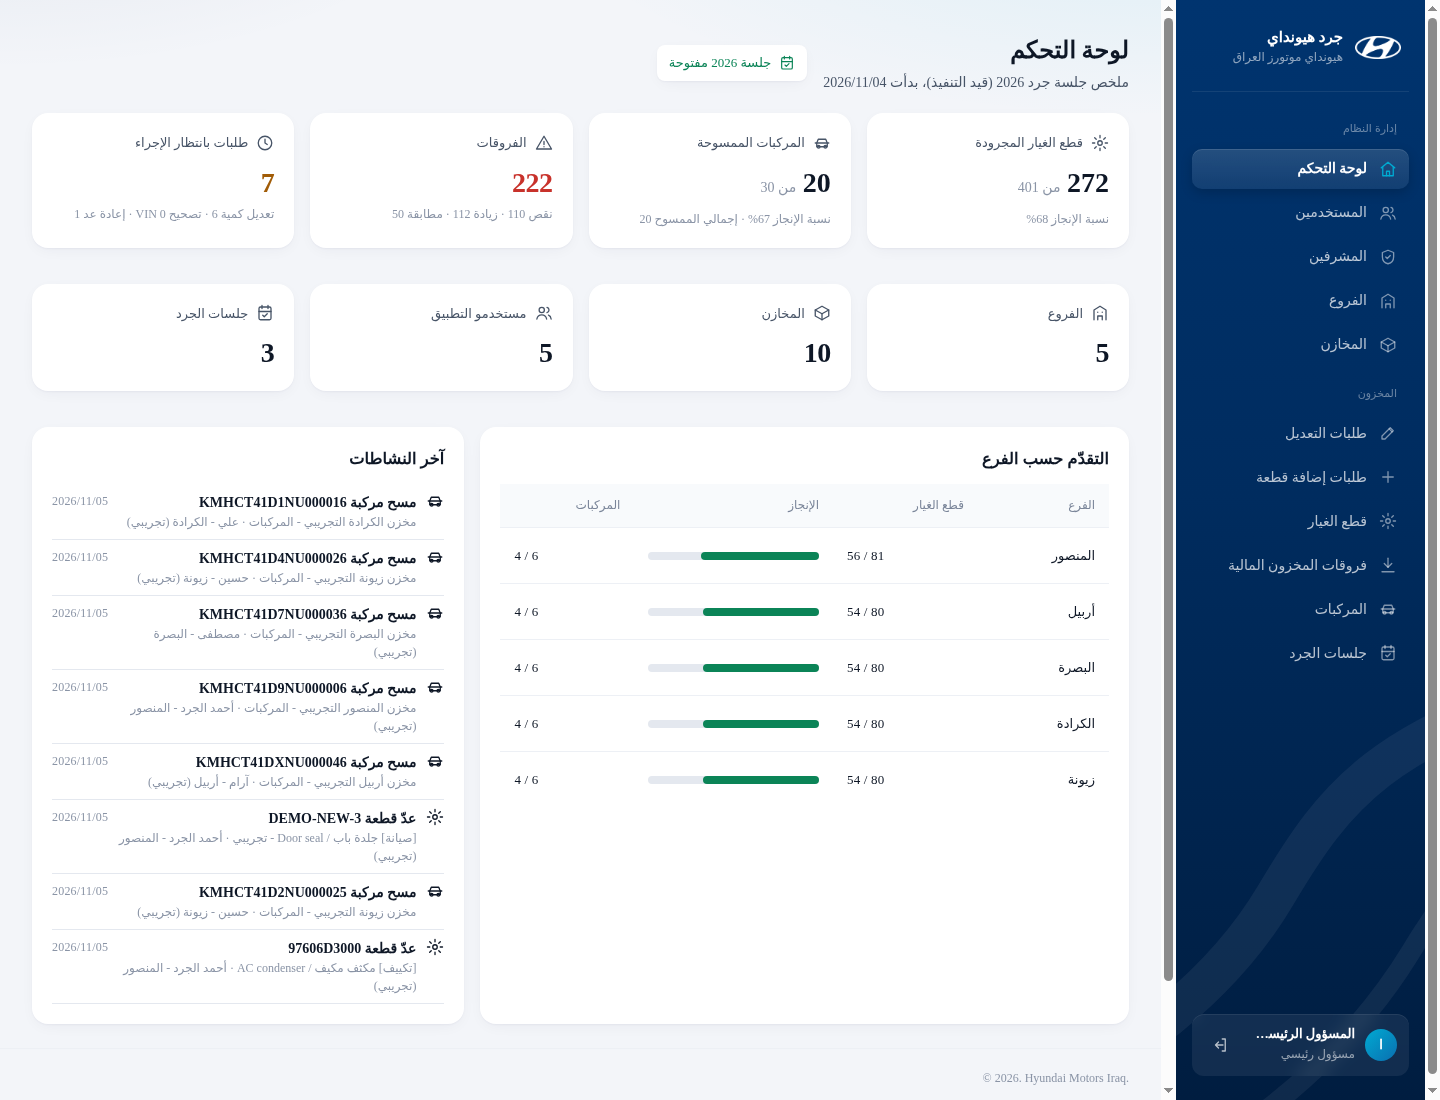 جرد هيونداي
هيونداي موتورز العراق
إدارة النظام
لوحة التحكم
المستخدمين
المشرفين
الفروع
المخازن
المخزون
طلبات التعديل
طلبات إضافة قطعة
قطع الغيار
فروقات المخزون المالية
المركبات
جلسات الجرد
ا
المسؤول الرئيسـ...
مسؤول رئيسي
لوحة التحكم
ملخص جلسة جرد 2026 (قيد التنفيذ)، بدأت 2026/11/04
جلسة 2026 مفتوحة
قطع الغيار المجرودة
272 من 401
نسبة الإنجاز 68%
المركبات الممسوحة
20 من 30
نسبة الإنجاز 67% · إجمالي الممسوح 20
الفروقات
222
نقص 110 · زيادة 112 · مطابقة 50
طلبات بانتظار الإجراء
7
تعديل كمية 6 · تصحيح VIN 0 · إعادة عد 1
الفروع
5
المخازن
10
مستخدمو التطبيق
5
جلسات الجرد
3
التقدّم حسب الفرع
الفرع قطع الغيار الإنجاز المركبات
المنصور 56 / 81 4 / 6
أربيل 54 / 80 4 / 6
البصرة 54 / 80 4 / 6
الكرادة 54 / 80 4 / 6
زيونة 54 / 80 4 / 6
آخر النشاطات
مسح مركبة KMHCT41D1NU000016 2026/11/05
مخزن الكرادة التجريبي - المركبات · علي - الكرادة (تجريبي)
مسح مركبة KMHCT41D4NU000026 2026/11/05
مخزن زيونة التجريبي - المركبات · حسين - زيونة (تجريبي)
مسح مركبة KMHCT41D7NU000036 2026/11/05
مخزن البصرة التجريبي - المركبات · مصطفى - البصرة
(تجريبي)
مسح مركبة KMHCT41D9NU000006 2026/11/05
مخزن المنصور التجريبي - المركبات · أحمد الجرد - المنصور
(تجريبي)
مسح مركبة KMHCT41DXNU000046 2026/11/05
مخزن أربيل التجريبي - المركبات · آرام - أربيل (تجريبي)
عدّ قطعة DEMO-NEW-3 2026/11/05
[صيانة] جلدة باب / Door seal - تجريبي · أحمد الجرد - المنصور
(تجريبي)
مسح مركبة KMHCT41D2NU000025 2026/11/05
مخزن زيونة التجريبي - المركبات · حسين - زيونة (تجريبي)
عدّ قطعة 97606D3000 2026/11/05
[تكييف] مكثف مكيف / AC condenser · أحمد الجرد - المنصور
(تجريبي)
© 2026. Hyundai Motors Iraq.